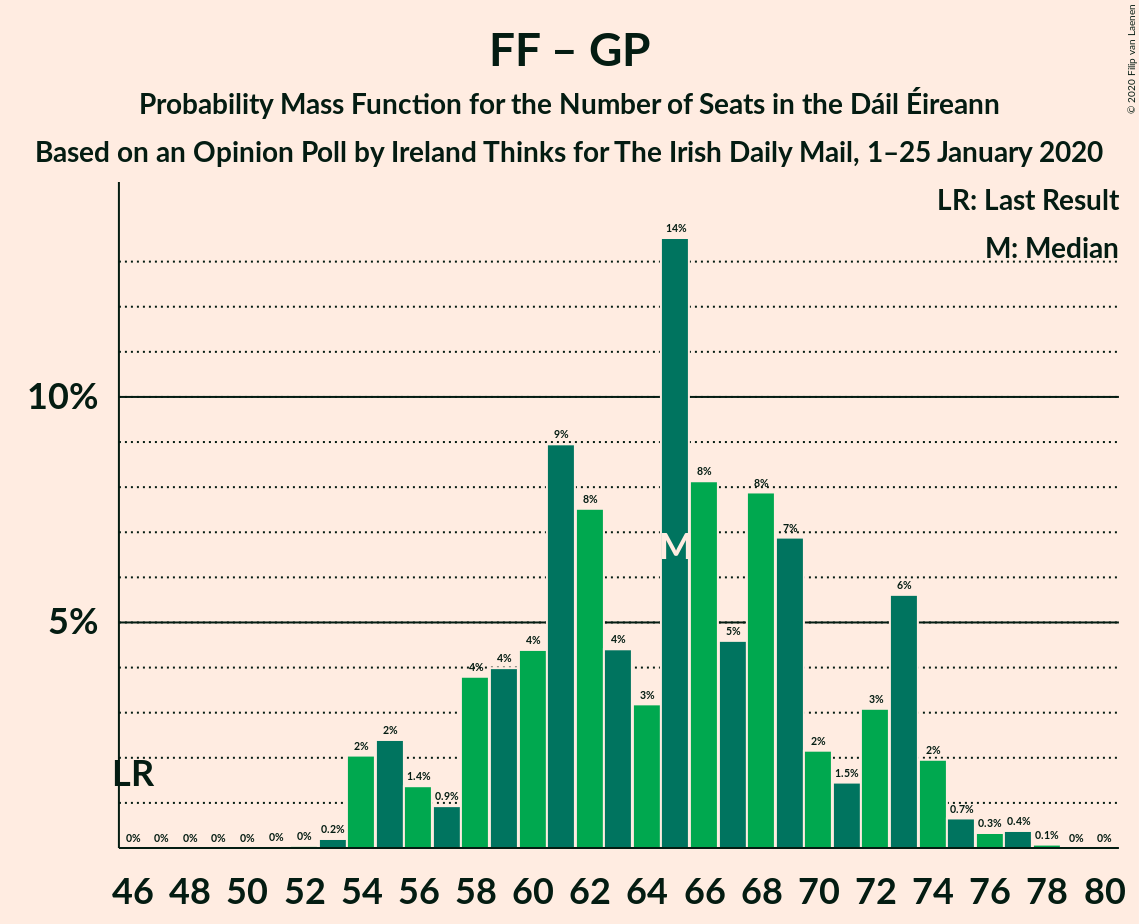 FF – GP
Probability Mass Function for the Number of Seats in the Dáil Éireann
Based on an Opinion Poll by Ireland Thinks for The Irish Daily Mail, 1–25 January 2020
© 2020 Filip van Laenen
LR: Last Result
M: Median
10%
5%
LR
M
0% 0% 0% 0% 0% 0% 0% 0.2% 2% 2% 1.4% 0.9% 4% 4% 4% 9% 8% 4% 3% 14% 8% 5% 8% 7% 2% 1.5% 3% 6% 2% 0.7% 0.3% 0.4% 0.1% 0% 0%
46 48 50 52 54 56 58 60 62 64 66 68 70 72 74 76 78 80